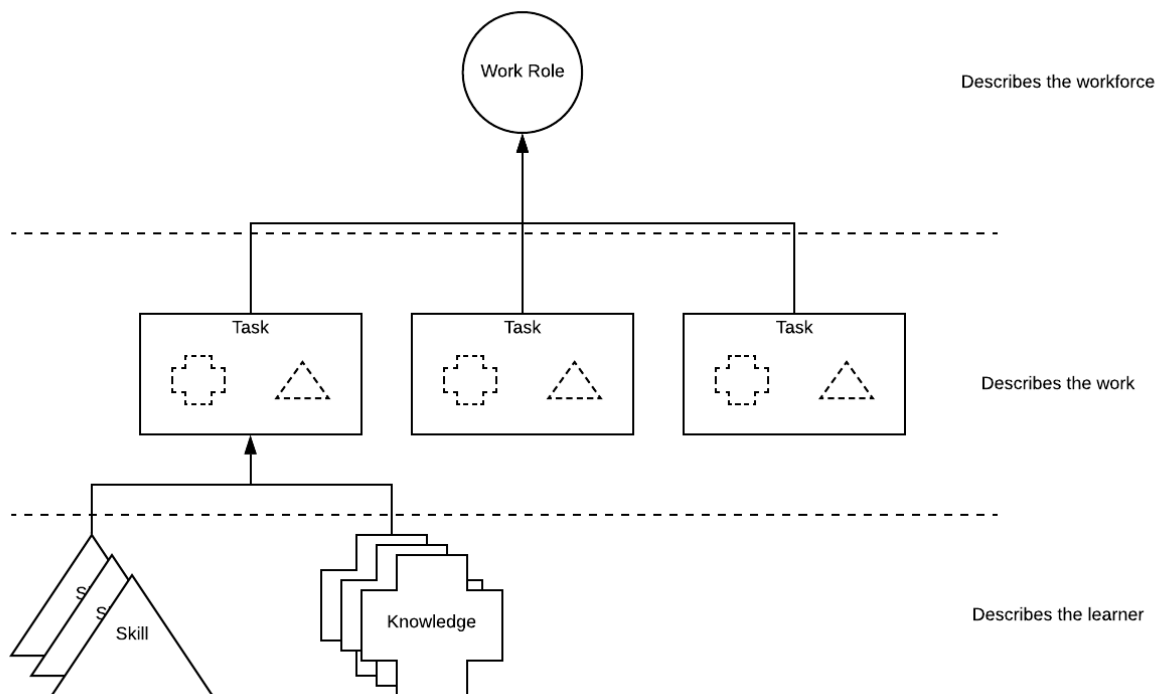 Work Role
Describes the workforce
Task
Task
Task
Describes the work
S
S
Skill
Knowledge
Describes the learner